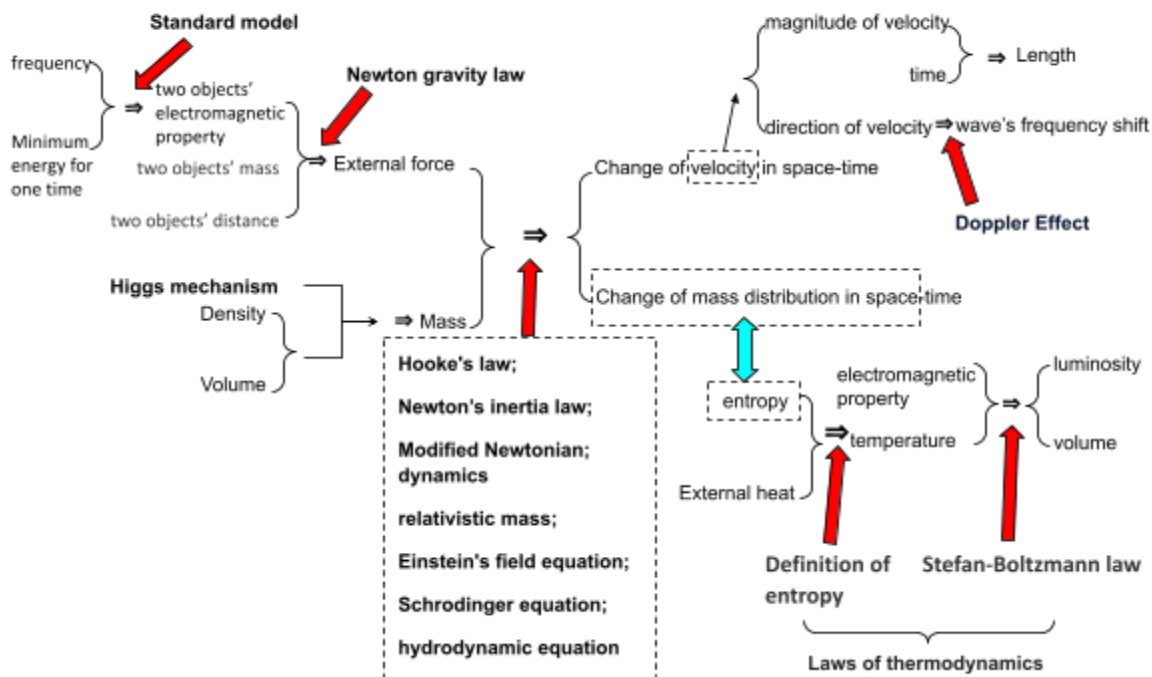 Standard model
frequency
Minimum
energy for
one time
⇒
two objects'
electromagnetic
property
two objects' mass
two objects' distance
Newton gravity law
⇒ External force
Higgs mechanism
Density
Volume
⇒ Mass
⇒
Hooke's law;
Newton's inertia law;
Modified Newtonian;
dynamics
relativistic mass;
Einstein's field equation;
Schrodinger equation;
hydrodynamic equation
magnitude of velocity
time
⇒ Length
direction of velocity ⇒ wave's frequency shift
Change of velocity in space-time
Doppler Effect
Change of mass distribution in space-time
entropy
External heat
⇒
electromagnetic
property
temperature
⇒
luminosity
volume
Definition of
entropy
Stefan-Boltzmann law
Laws of thermodynamics